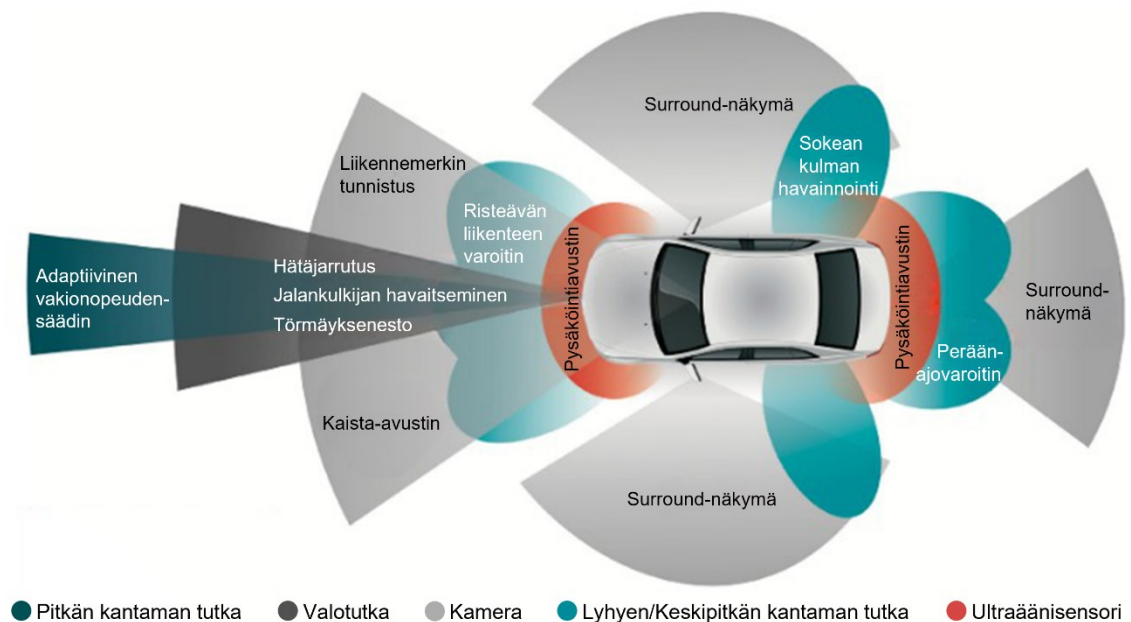 Surround-näkymä
Sokean
kulman
havainnointi
Liikennemerkin
tunnistus
Risteävän
liikenteen
varoitin
Adaptiivinen
vakionopeuden-
säädin
Hätäjarrutus
Jalankulkijan havaitseminen
Törmäyksenesto
Pysäköintiavustin
Pysäköintiavustin
Surround-
näkymä
Perään-
ajovaroitin
Kaista-avustin
Surround-näkymä
Pitkän kantaman tutka
Valotutka
Kamera
Lyhyen/Keskipitkän kantaman tutka
Ultraäänisensori